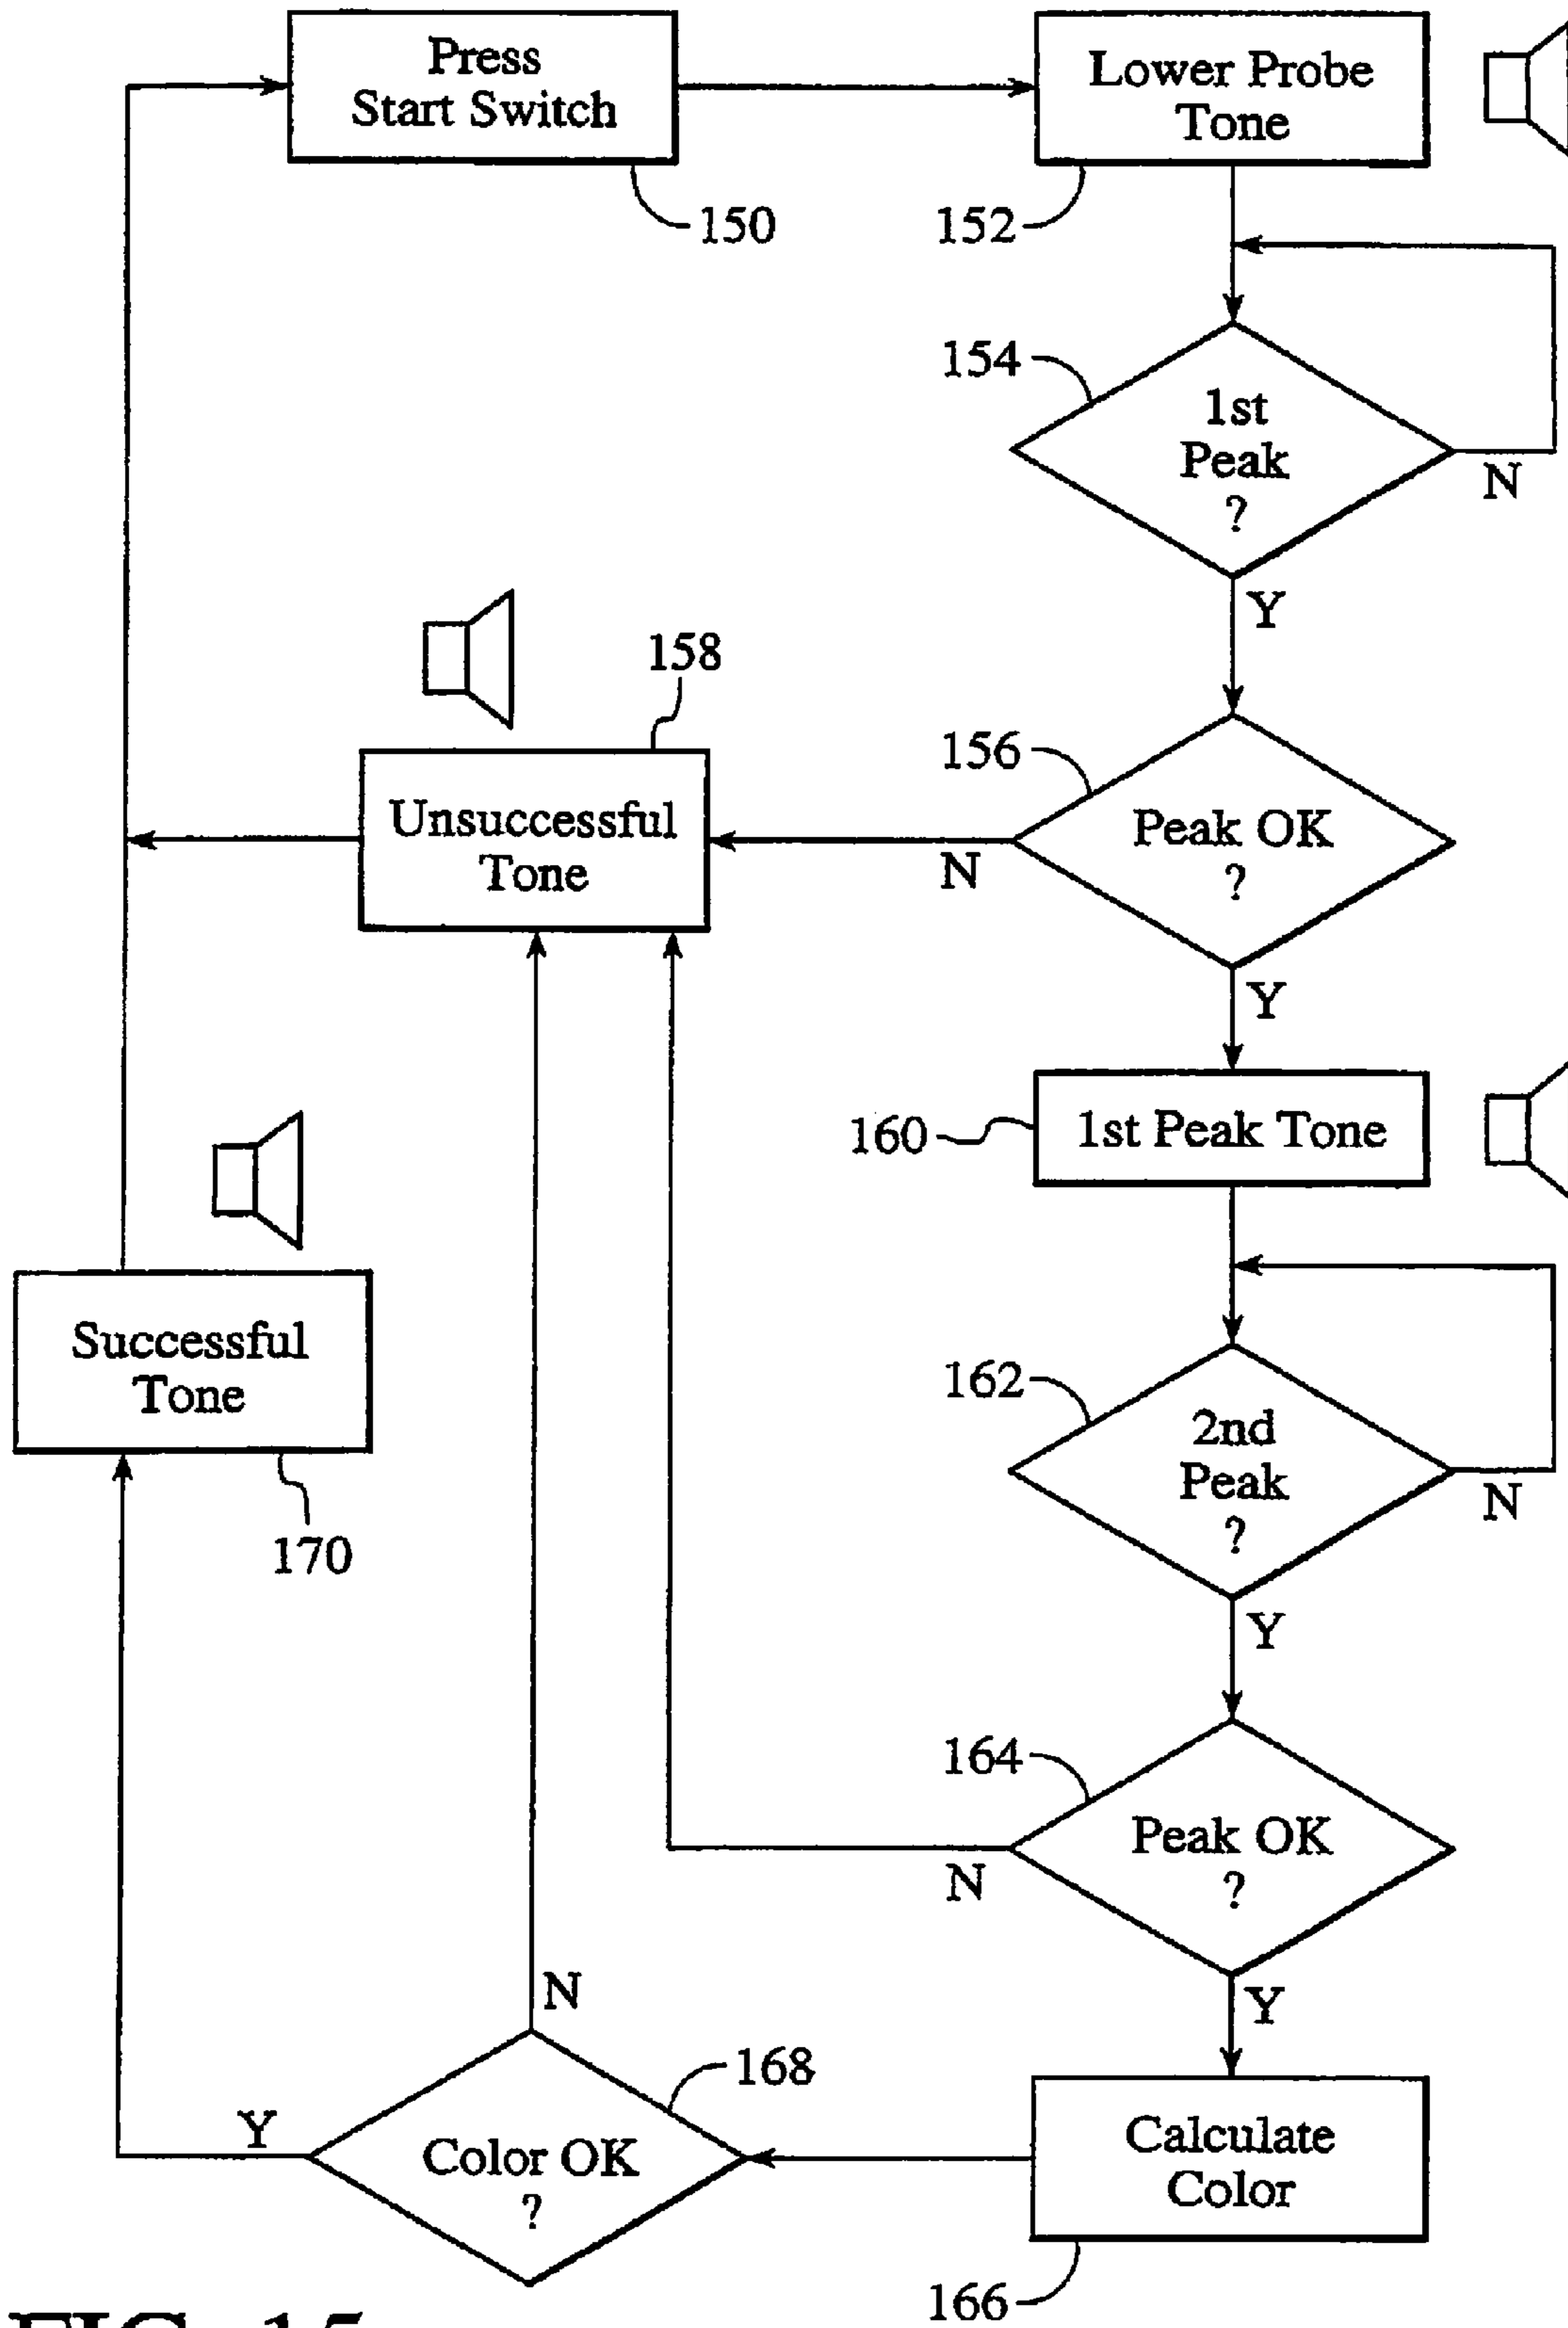 Press
Start Switch
150
Lower Probe
Tone
152
154
1st
Peak
?
N
Y
158
Unsuccessful
Tone
156
Peak OK
?
N
Y
160
1st Peak Tone
Successful
Tone
170
162
2nd
Peak
?
N
Y
164
Peak OK
?
N
Y
N
168
Y
Color OK
?
Calculate
Color
166